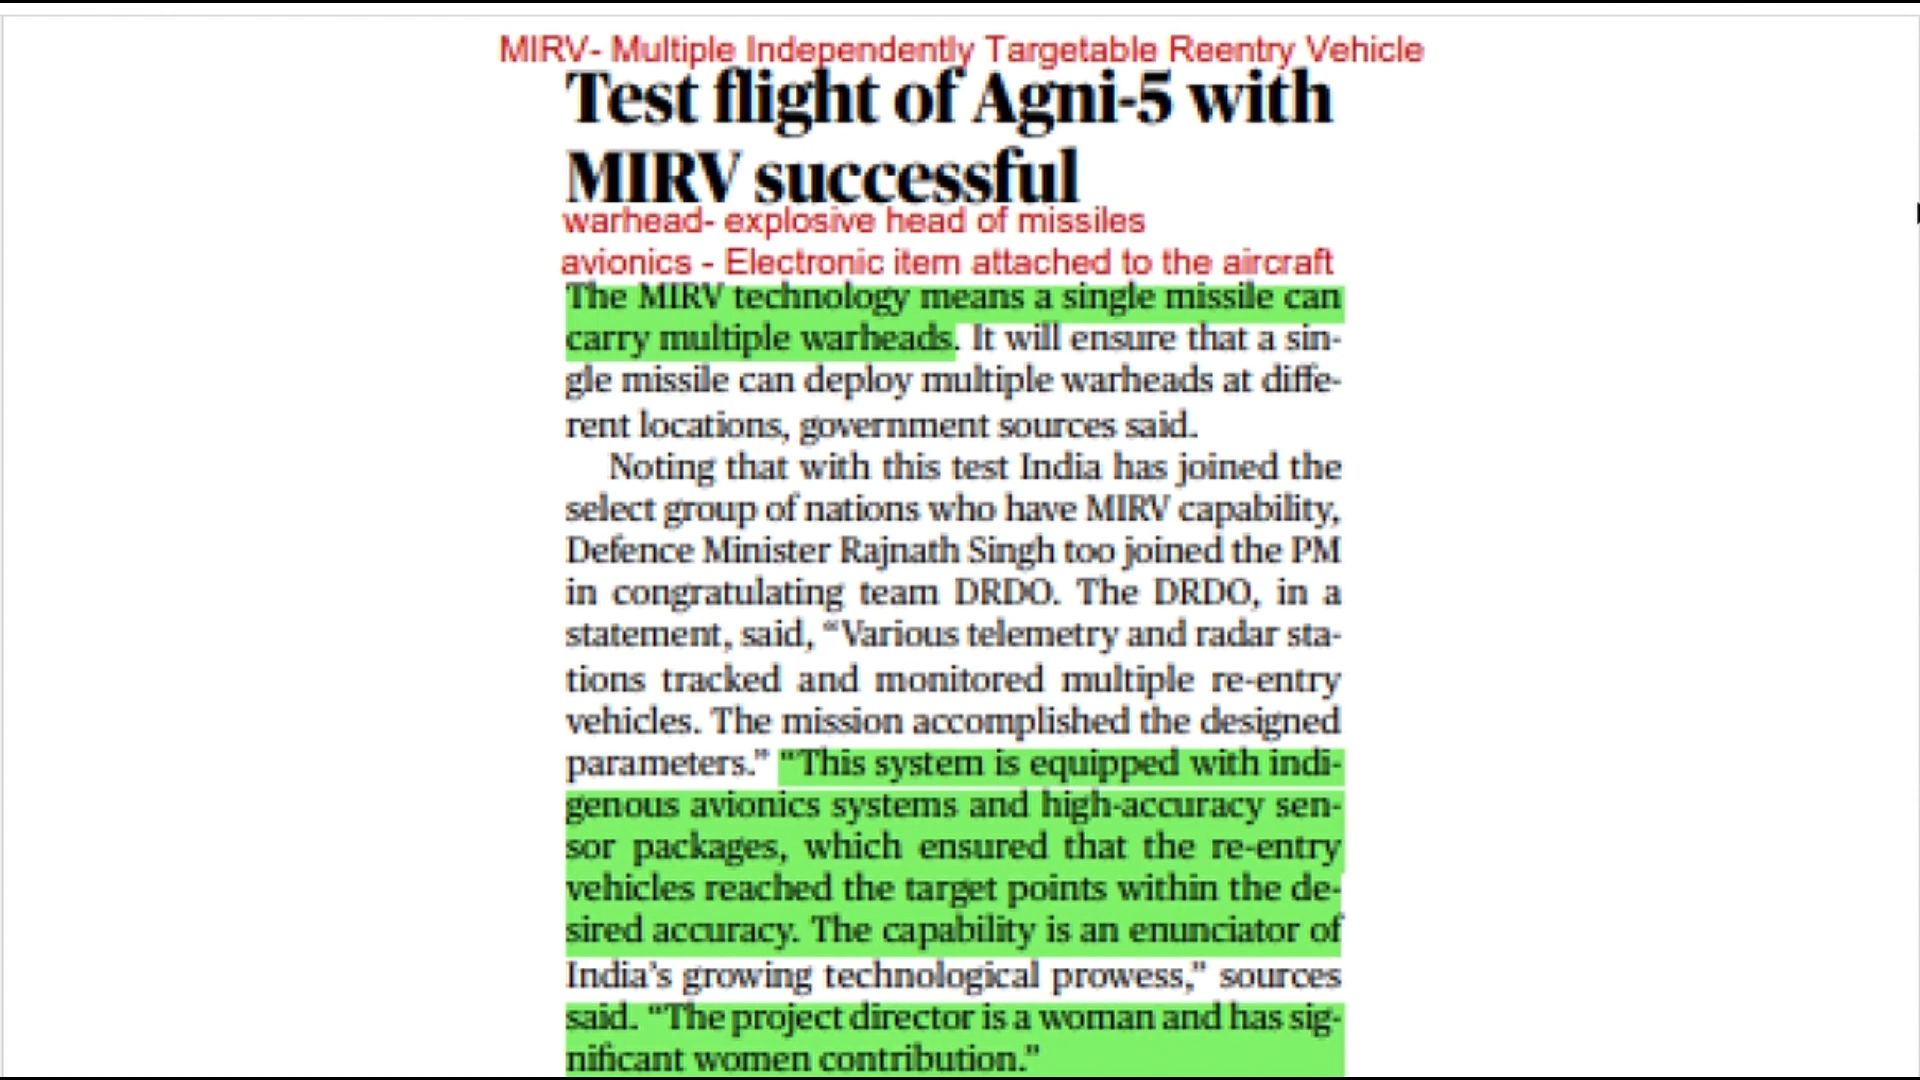 MIRV- Multiple Independently Targetable Reentry Vehicle
Test flight of Agni-5 with
MIRV successful
warhead- explosive head of missiles
avionics - Electronic item attached to the aircraft
The MIRV technology means a single missile can
carry multiple warheads. It will ensure that a sin-
gle missile can deploy multiple warheads at diffe-
rent locations, government sources said.
Noting that with this test India has joined the
select group of nations who have MIRV capability,
Defence Minister Rajnath Singh too joined the PM
in congratulating team DRDO. The DRDO, in a
statement, said, “Various telemetry and radar sta-
tions tracked and monitored multiple re-entry
vehicles. The mission accomplished the designed
parameters.” “This system is equipped with indi-
genous avionics systems and high-accuracy sen-
sor packages, which ensured that the re-entry
vehicles reached the target points within the de-
sired accuracy. The capability is an enunciator of
India’s growing technological prowess,” sources
said. “The project director is a woman and has sig-
nificant women contribution.”